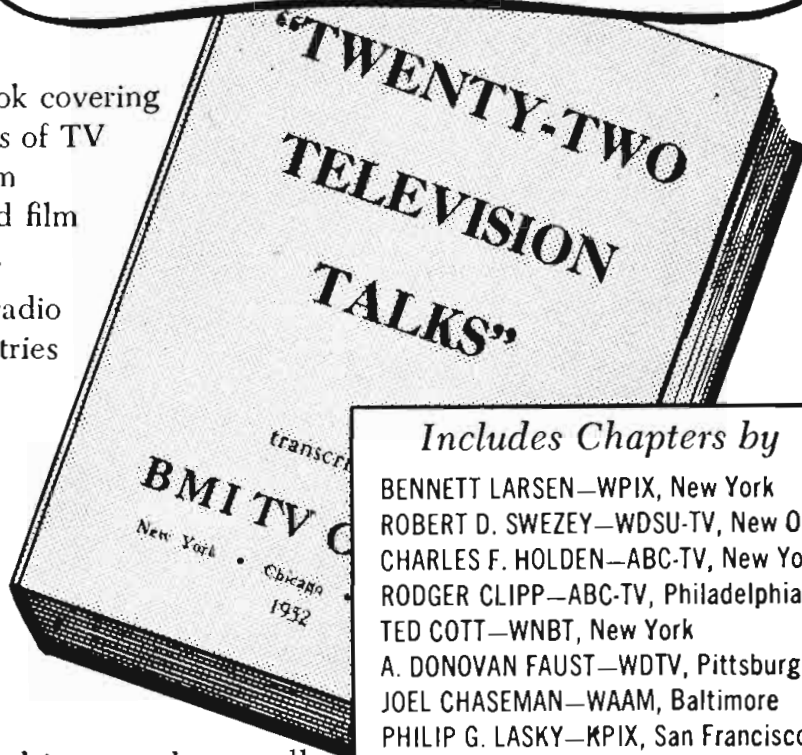 ok covering
s of TV
m
d film
radio
tries
"TWENTY-TWO
TELEVISION
TALKS"
transcri
BMI TV C
New York • Chicago •
1952
Includes Chapters by
BENNETT LARSEN—WPIX, New York
ROBERT D. SWEZEY—WDSU-TV, New O
CHARLES F. HOLDEN—ABC-TV, New Yo
RODGER CLIPP—ABC-TV, Philadelphia
TED COTT—WNBT, New York
A. DONOVAN FAUST—WDTV, Pittsburg
JOEL CHASEMAN—WAAM, Baltimore
PHILIP G. LASKY—KPIX, San Francisco